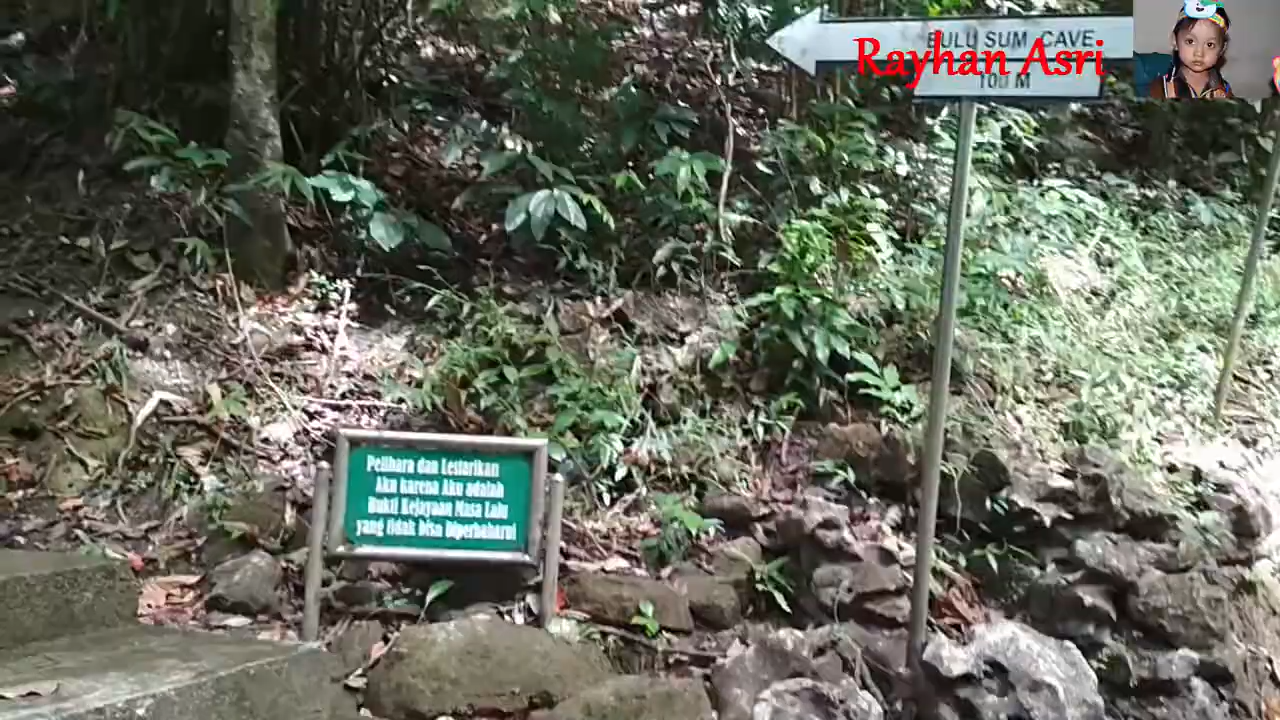 BULU SUM CAVE
100 M
Rayhan Asri
Pelihara dan Lestarikan
Aku karena Aku adalah
Bukti Kejayaan Masa Lalu
yang tidak bisa Diperbaharui